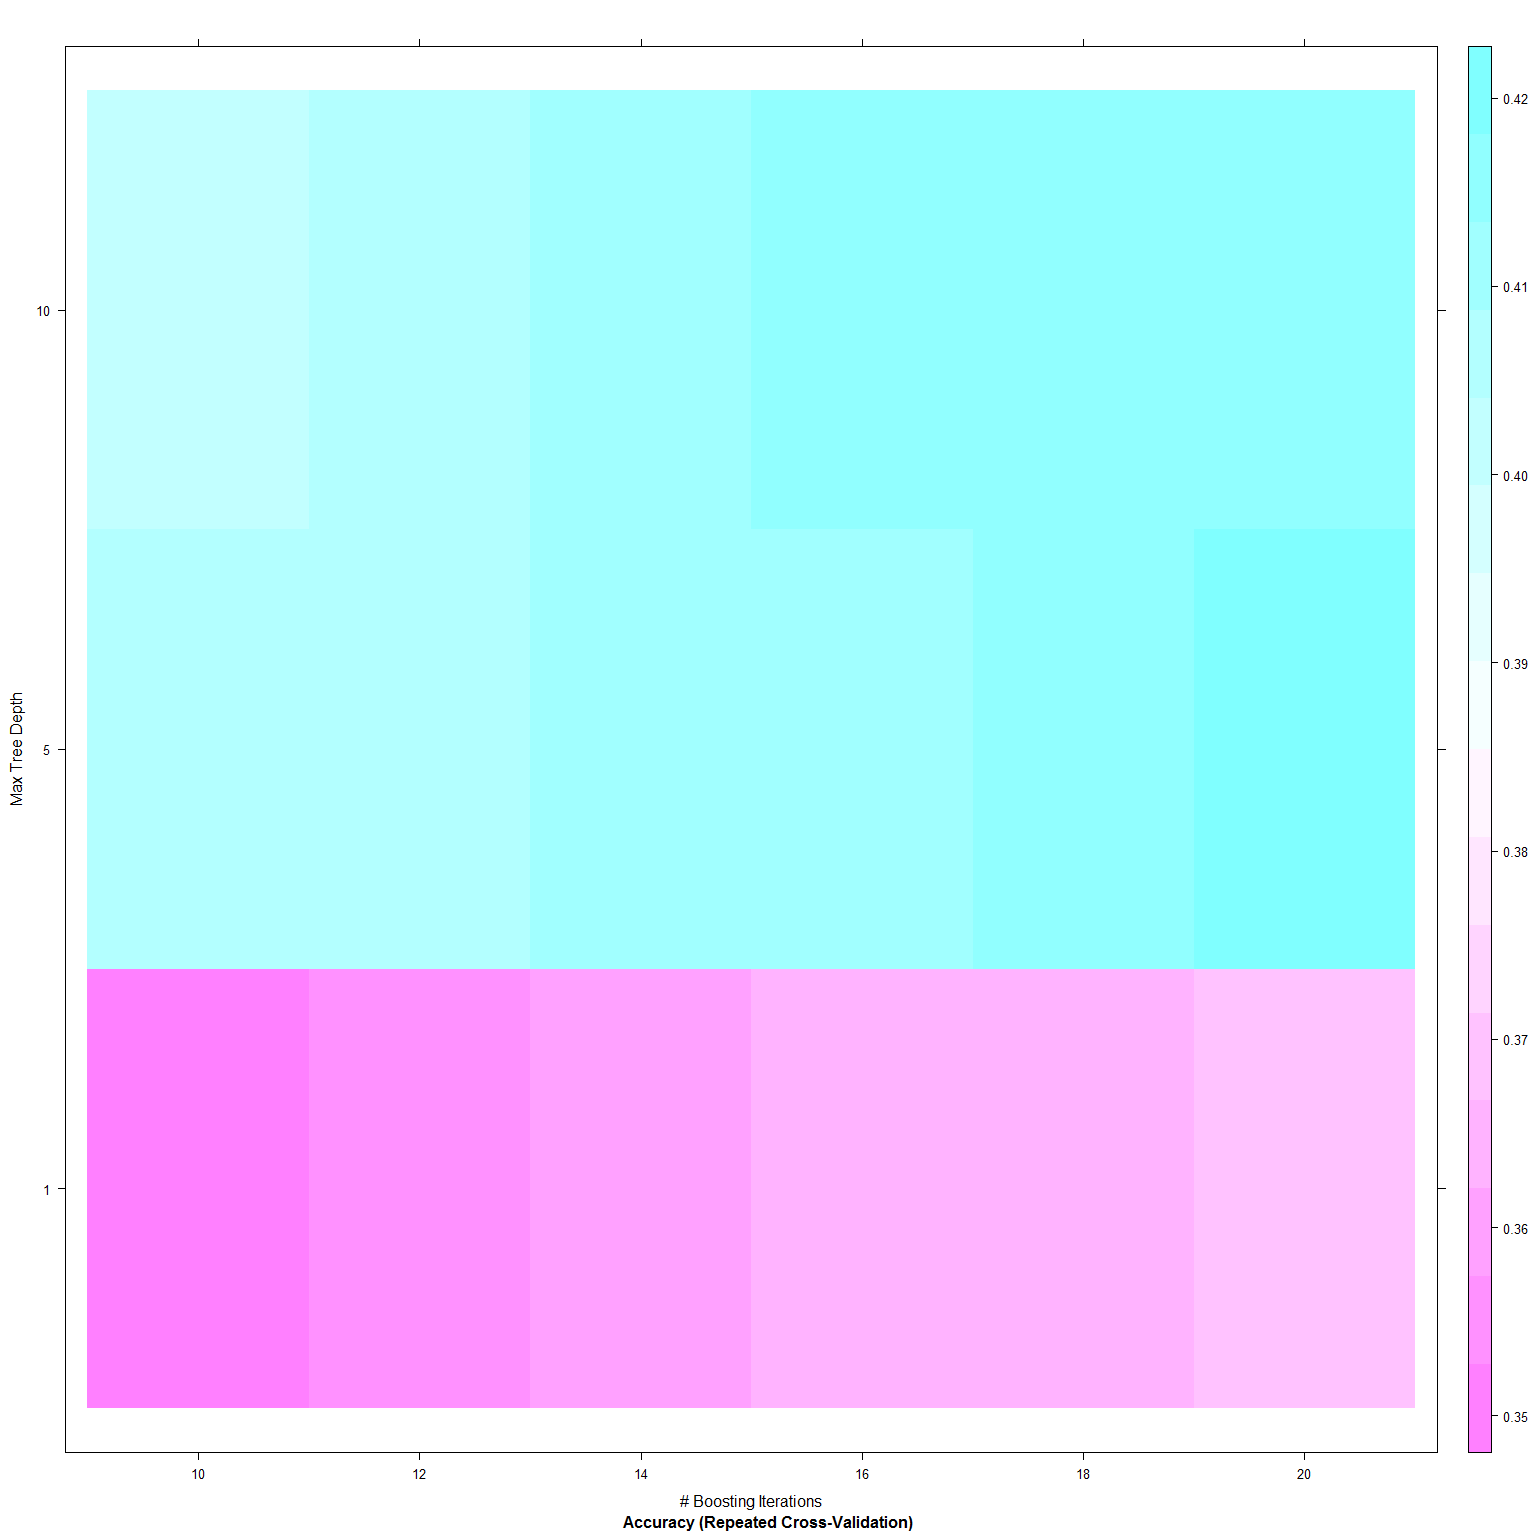 10
5
1
Max Tree Depth
10 12 14 16 18 20
# Boosting Iterations
Accuracy (Repeated Cross-Validation)
0.42
0.41
0.40
0.39
0.38
0.37
0.36
0.35